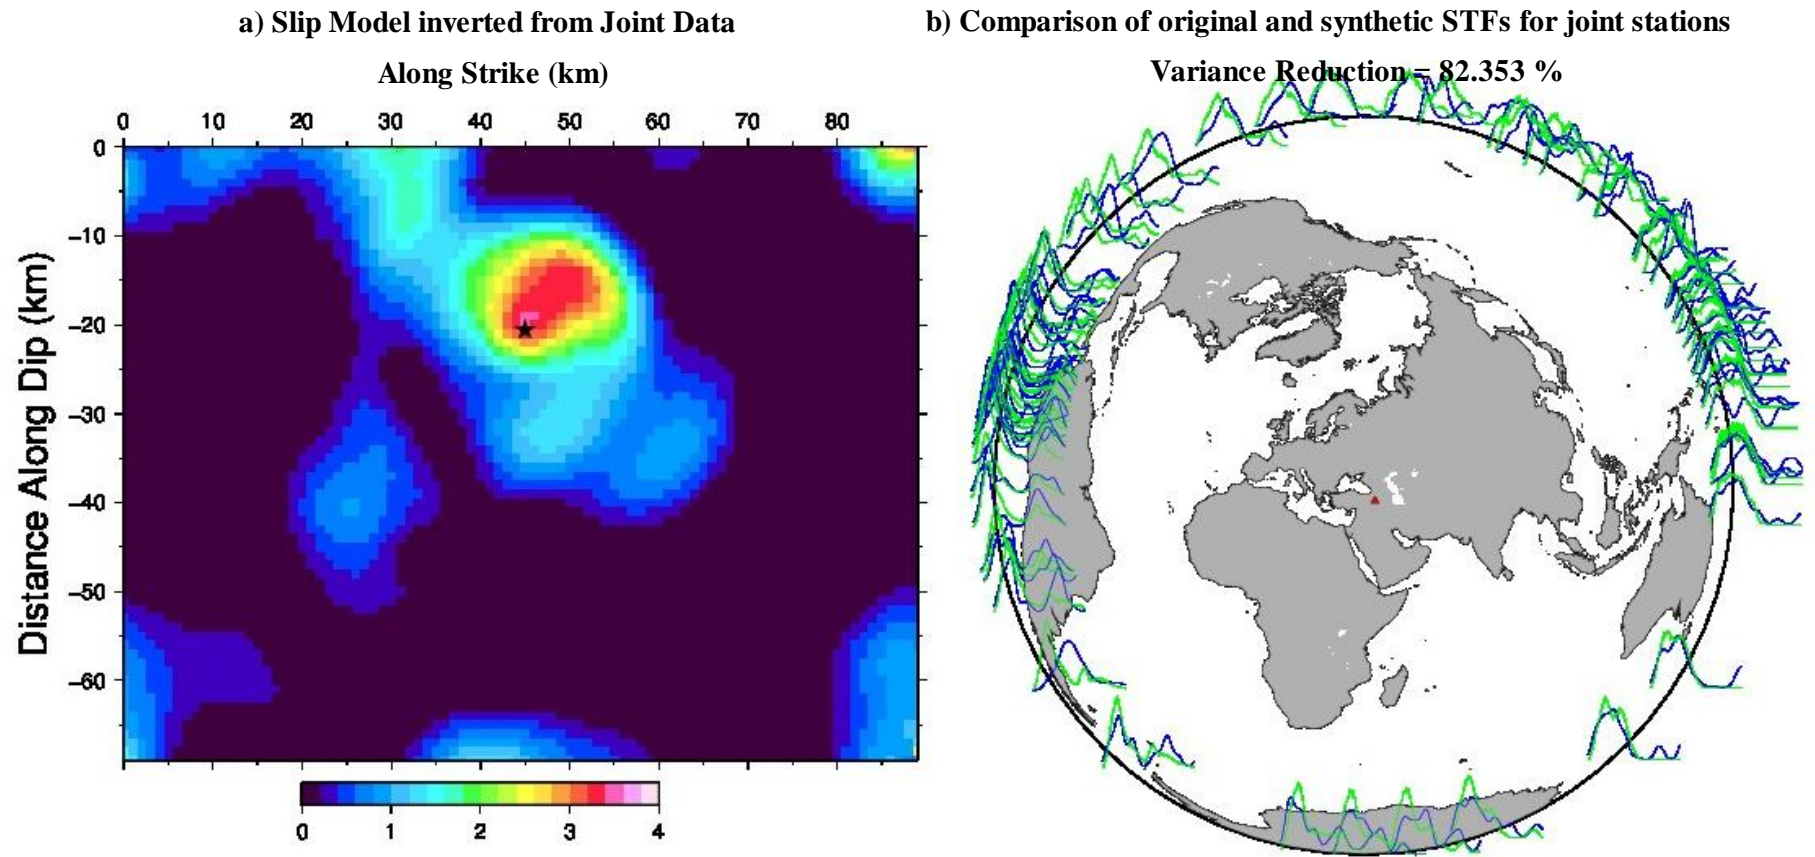 a) Slip Model inverted from Joint Data
Along Strike (km)
0 10 20 30 40 50 60 70 80
Distance Along Dip (km)
0
−10
−20
−30
−40
−50
−60
0 1 2 3 4
b) Comparison of original and synthetic STFs for joint stations
Variance Reduction = 82.353 %